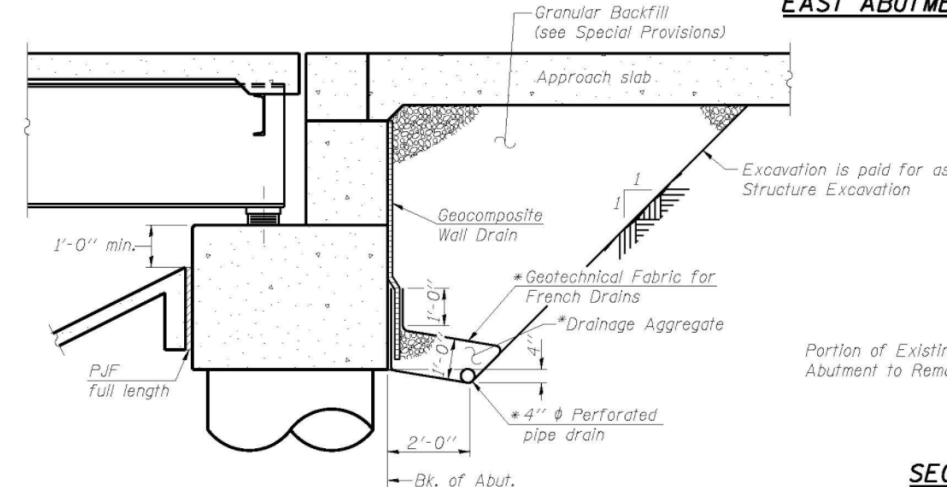 EAST ABUTME
Granular Backfill
(see Special Provisions)
Approach slab
Excavation is paid for as
Structure Excavation
1
1
Geocomposite
Wall Drain
1'-0'' min.
* Geotechnical Fabric for
French Drains
1'-0''
*Drainage Aggregate
1'-0''
4''
Portion of Existin
Abutment to Rem
PJF
full length
* 4'' ϕ Perforated
pipe drain
2'-0''
Bk. of Abut.
SEC